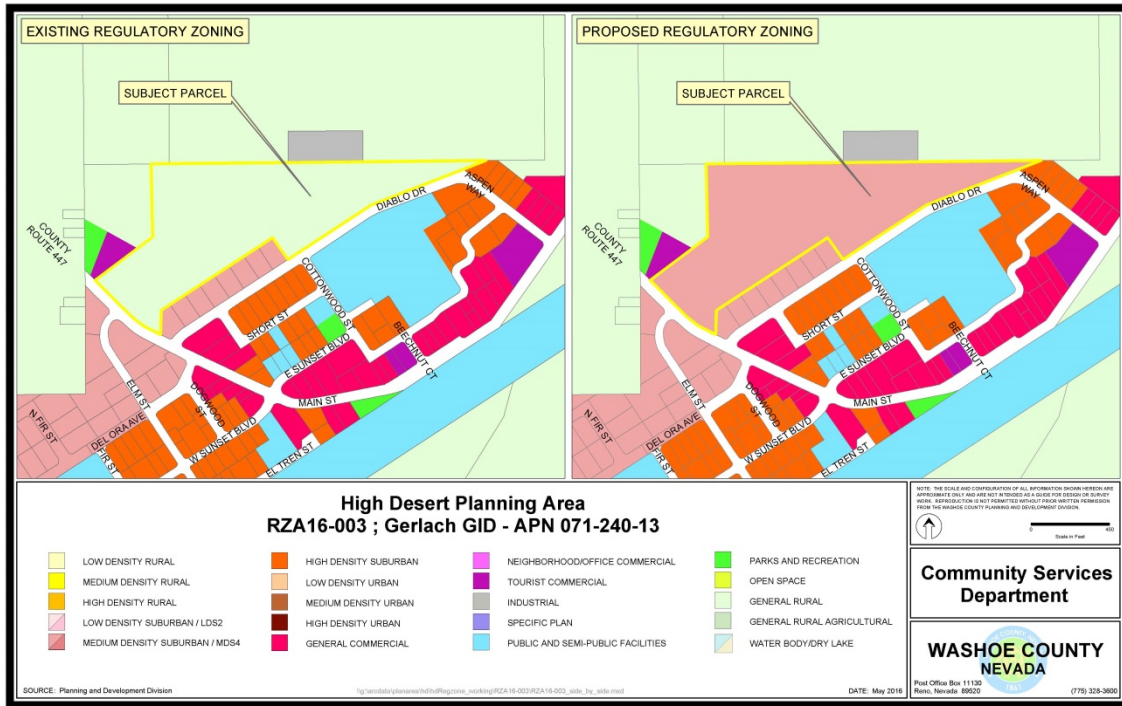 EXISTING REGULATORY ZONING
SUBJECT PARCEL
COUNTY
ROUTE 447
DIABLO DR
ASPEN
WAY
COTTONWOOD ST
SHORT ST
E SUNSET BLVD
BEECHNUT CT
MAIN ST
ELM ST
DOGWOOD
ST
N FIR ST
DEL ORA AVE
FIR ST
W SUNSET BLVD
EL TREN ST
PROPOSED REGULATORY ZONING
SUBJECT PARCEL
COUNTY
ROUTE 447
DIABLO DR
ASPEN
WAY
COTTONWOOD ST
SHORT ST
E SUNSET BLVD
BEECHNUT CT
MAIN ST
ELM ST
DOGWOOD
ST
N FIR ST
DEL ORA AVE
FIR ST
W SUNSET BLVD
EL TREN ST
High Desert Planning Area
RZA16-003 ; Gerlach GID - APN 071-240-13
LOW DENSITY RURAL
MEDIUM DENSITY RURAL
HIGH DENSITY RURAL
LOW DENSITY SUBURBAN / LDS2
MEDIUM DENSITY SUBURBAN / MDS4
HIGH DENSITY SUBURBAN
LOW DENSITY URBAN
MEDIUM DENSITY URBAN
HIGH DENSITY URBAN
GENERAL COMMERCIAL
NEIGHBORHOOD/OFFICE COMMERCIAL
TOURIST COMMERCIAL
INDUSTRIAL
SPECIFIC PLAN
PUBLIC AND SEMI-PUBLIC FACILITIES
PARKS AND RECREATION
OPEN SPACE
GENERAL RURAL
GENERAL RURAL AGRICULTURAL
WATER BODY/DRY LAKE
SOURCE: Planning and Development Division
DATE: May 2016
NOTE: THE SCALE AND CONFIGURATION OF ALL INFORMATION SHOWN HEREON ARE
APPROXIMATE ONLY AND ARE NOT INTENDED AS A GUIDE FOR DESIGN OR SURVEY
WORK. REPRODUCTION IS NOT PERMITTED WITHOUT PRIOR WRITTEN PERMISSION
FROM THE WASHOE COUNTY PLANNING AND DEVELOPMENT DIVISION.
0 450
Scale in Feet
Community Services
Department
WASHOE COUNTY
NEVADA
1861
Post Office Box 11130
Reno, Nevada 89520 (775) 328-3600